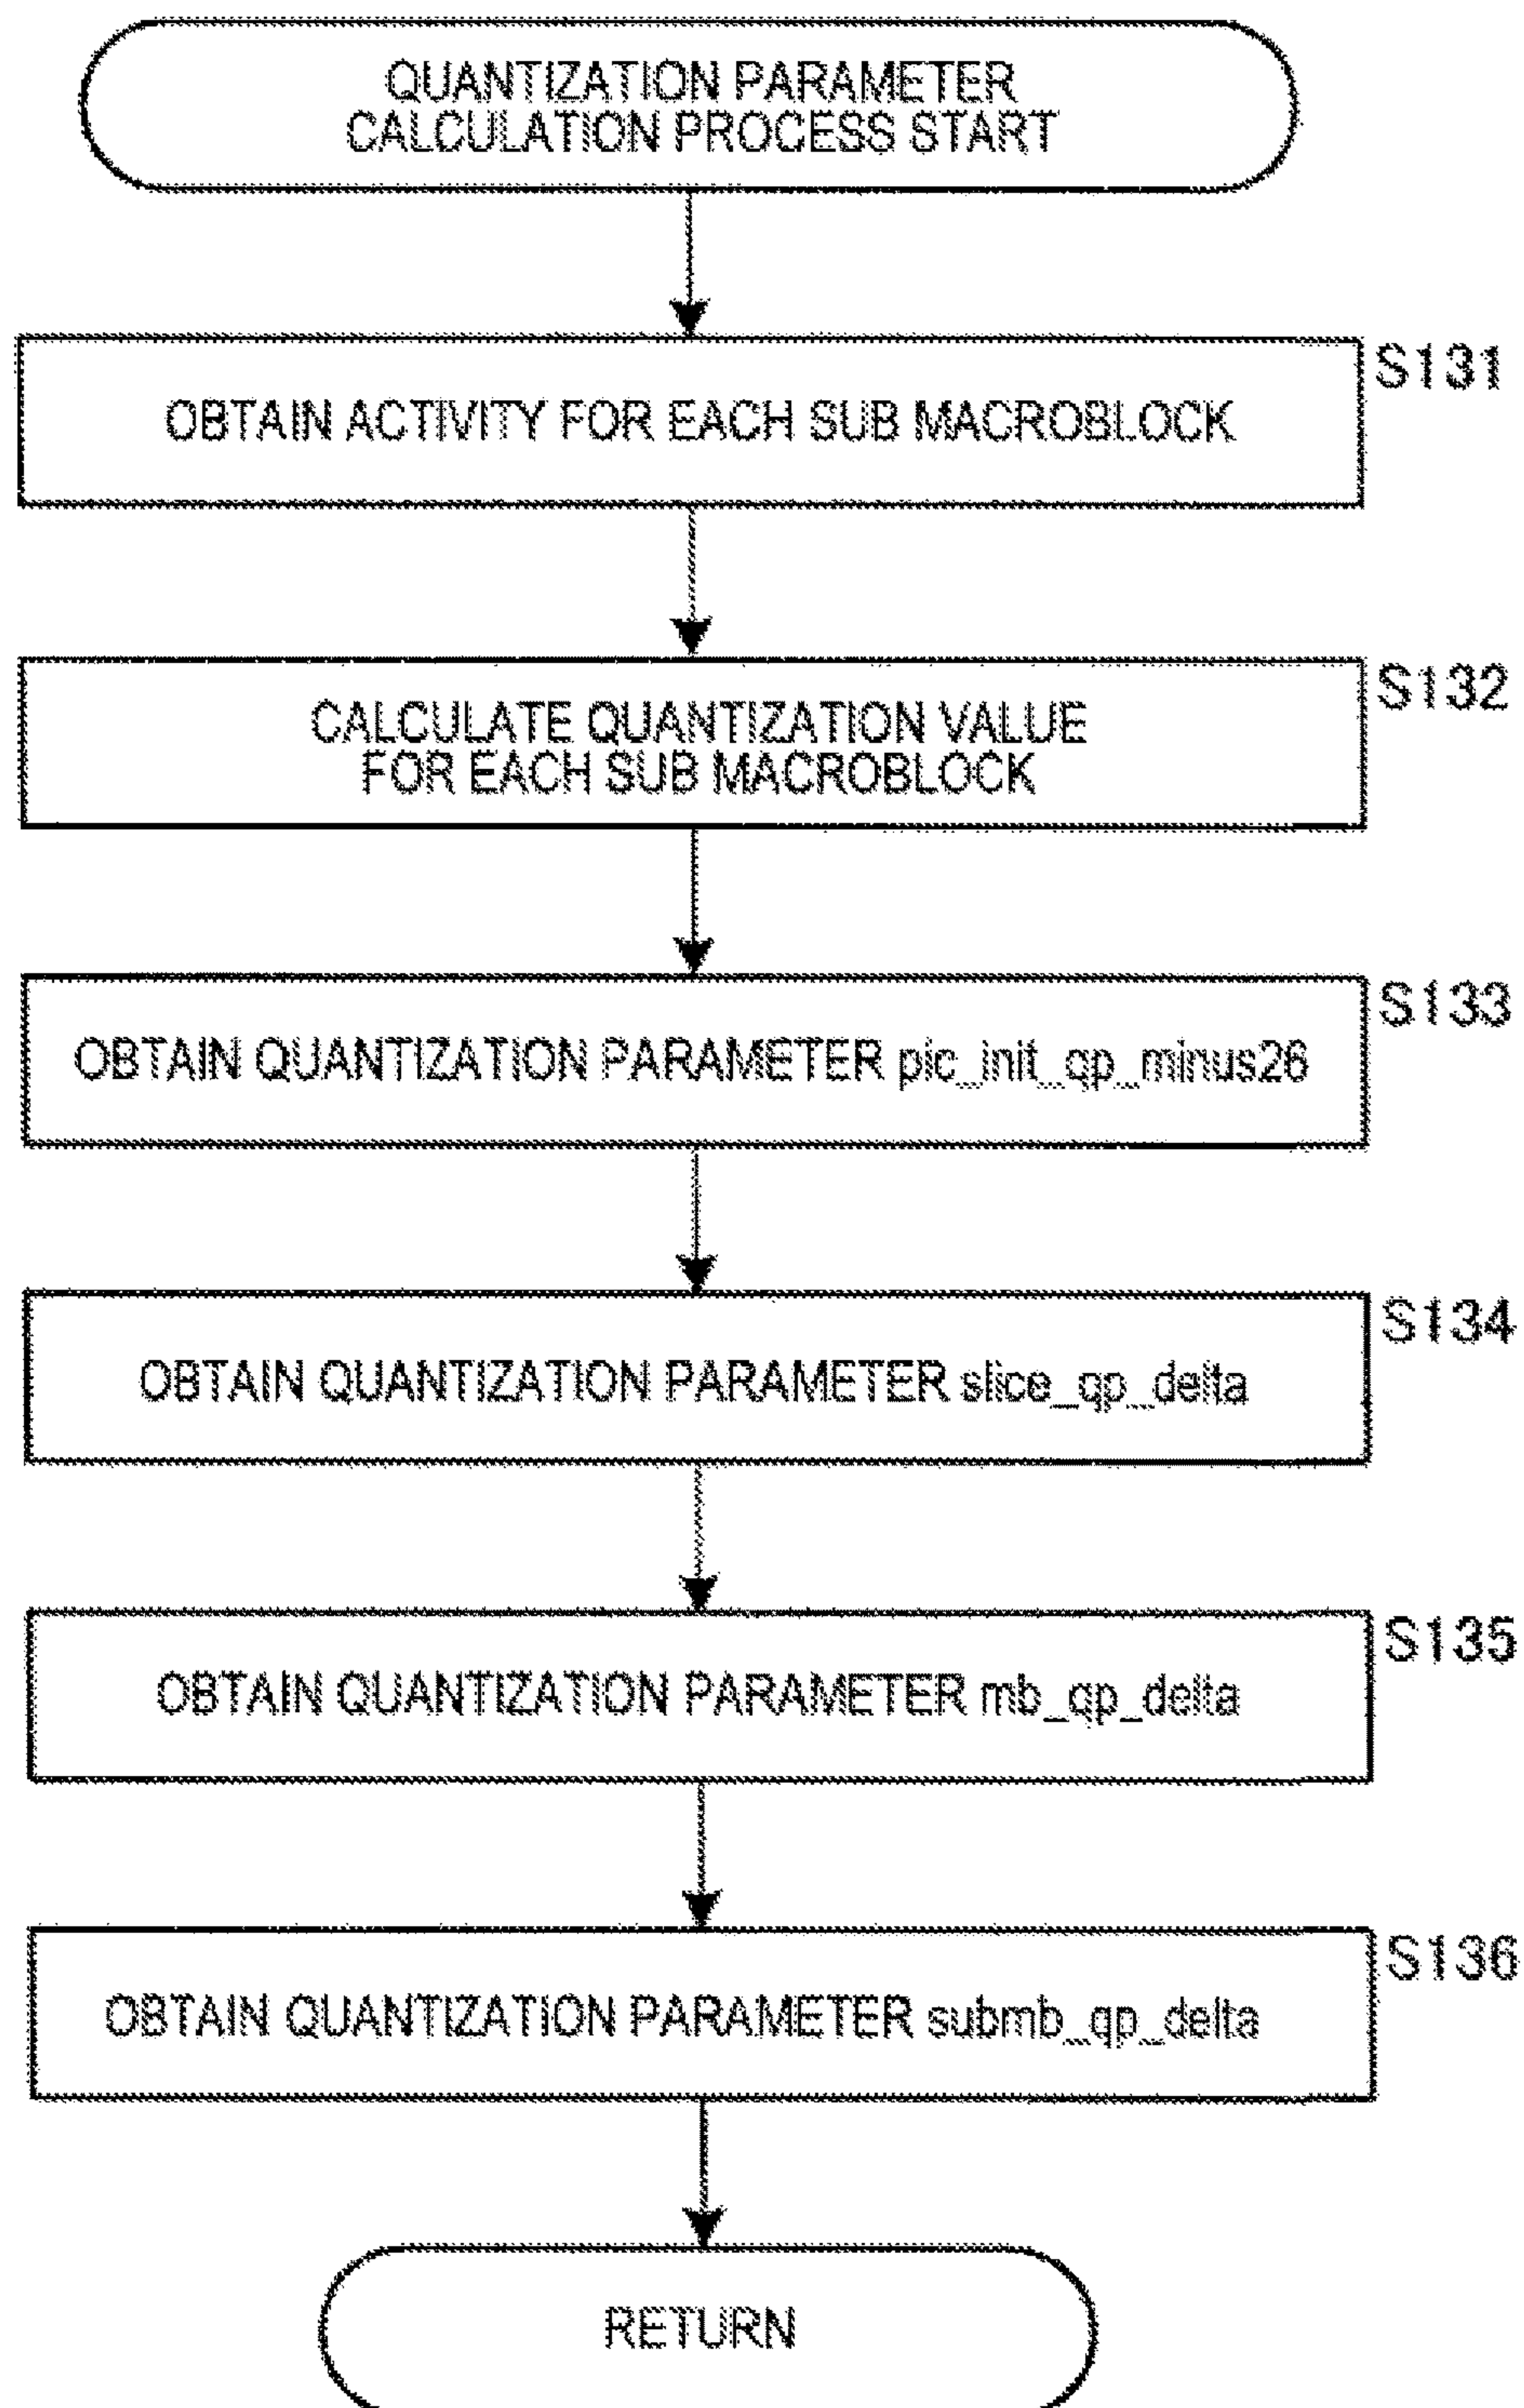 QUANTIZATION PARAMETER
CALCULATION PROCESS START
S131
OBTAIN ACTIVITY FOR EACH SUB MACROBLOCK
S132
CALCULATE QUANTIZATION VALUE
FOR EACH SUB MACROBLOCK
S133
OBTAIN QUANTIZATION PARAMETER pic_init_qp_minus26
S134
OBTAIN QUANTIZATION PARAMETER slice_qp_delta
S135
OBTAIN QUANTIZATION PARAMETER mb_qp_delta
S136
OBTAIN QUANTIZATION PARAMETER submb_qp_delta
RETURN